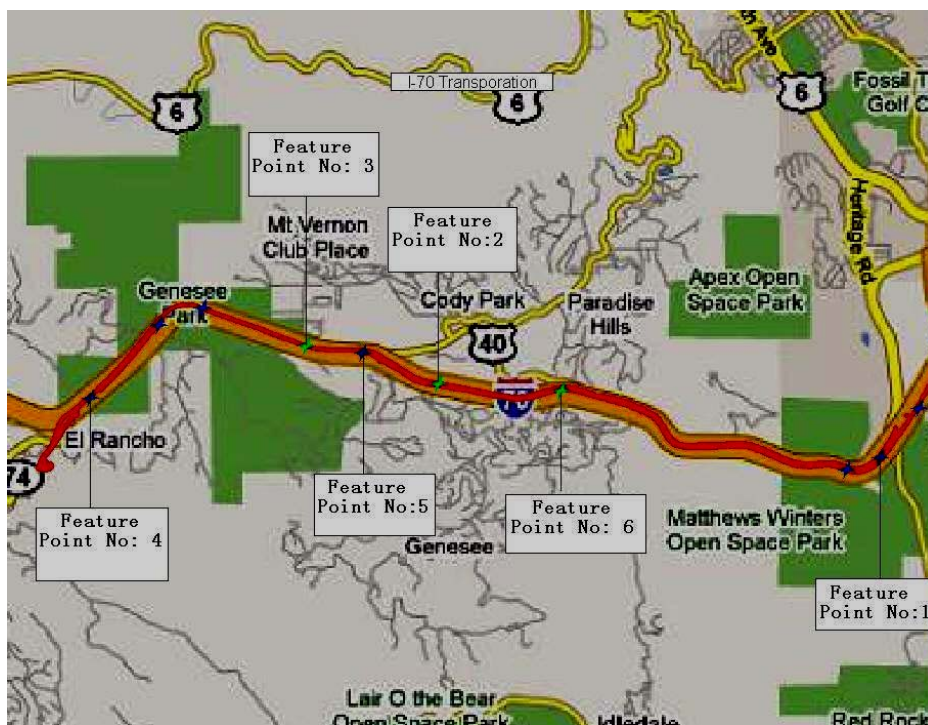 6
I-70 Transporation
6
6
Fossil T
Golf C
Feature
Point No: 3
Heritage Rd
Feature
Point No:2
Mt Vernon
Club Place
Genesee
Park
Cody Park
Paradise
Hills
Apex Open
Space Park
40
70
El Rancho
74
Feature
Point No: 4
Feature
Point No:5
Feature
Point No: 6
Genesee
Matthews Winters
Open Space Park
Feature
Point No:1
Lair O the Bear
Open Space Park
Idledale
Red Rock